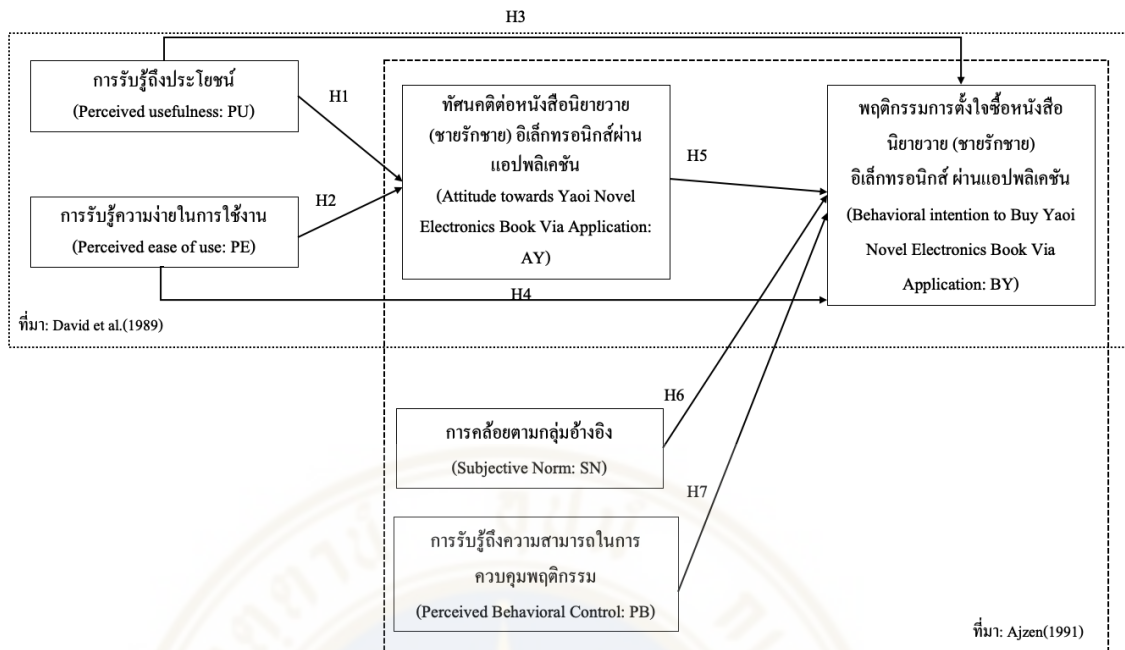 H3
การรับรู้ถึงประโยชน์
(Perceived usefulness: PU)
H1
ทัศนคติต่อหนังสือนิยายวาย
(ชายรักชาย) อิเล็กทรอนิกส์ผ่าน
แอปพลิเคชัน
(Attitude towards Yaoi Novel
Electronics Book Via Application:
AY)
H5
พฤติกรรมการตั้งใจซื้อหนังสือ
นิยายวาย (ชายรักชาย)
อิเล็กทรอนิกส์ ผ่านแอปพลิเคชัน
(Behavioral intention to Buy Yaoi
Novel Electronics Book Via
Application: BY)
H2
การรับรู้ความง่ายในการใช้งาน
(Perceived ease of use: PE)
H4
ที่มา: David et al.(1989)
H6
การคล้อยตามกลุ่มอ้างอิง
(Subjective Norm: SN)
H7
การรับรู้ถึงความสามารถในการ
ควบคุมพฤติกรรม
(Perceived Behavioral Control: PB)
ที่มา: Ajzen(1991)